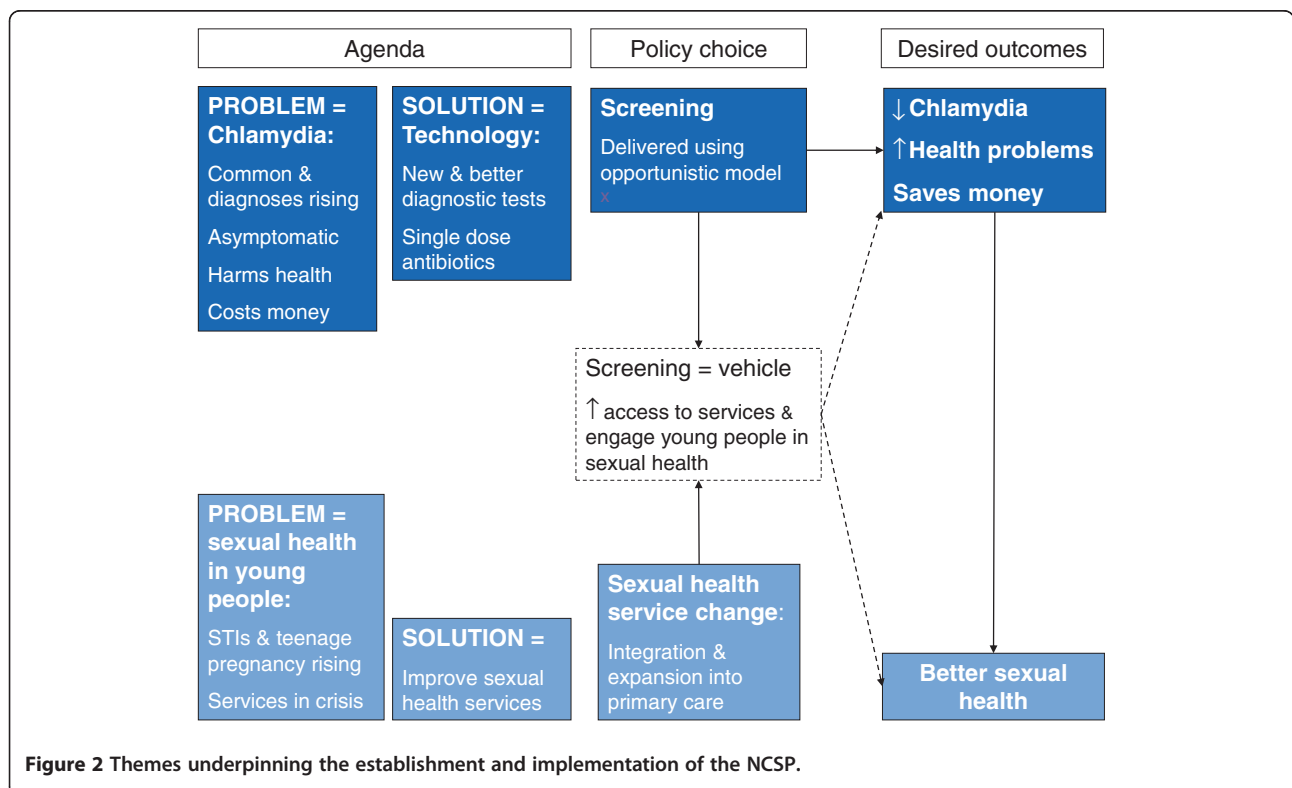 Agenda
Policy choice
Desired outcomes
PROBLEM =
Chlamydia:
Common &
diagnoses rising
Asymptomatic
Harms health
Costs money
SOLUTION =
Technology:
New & better
diagnostic tests
Single dose
antibiotics
Screening
Delivered using
opportunistic model
x
↓Chlamydia
↑Health problems
Saves money
Screening = vehicle
↑ access to services &
engage young people in
sexual health
PROBLEM =
sexual health
in young
people:
STIs & teenage
pregnancy rising
Services in crisis
SOLUTION =
Improve sexual
health services
Sexual health
service change:
Integration &
expansion into
primary care
Better sexual
health
Figure 2 Themes underpinning the establishment and implementation of the NCSP.